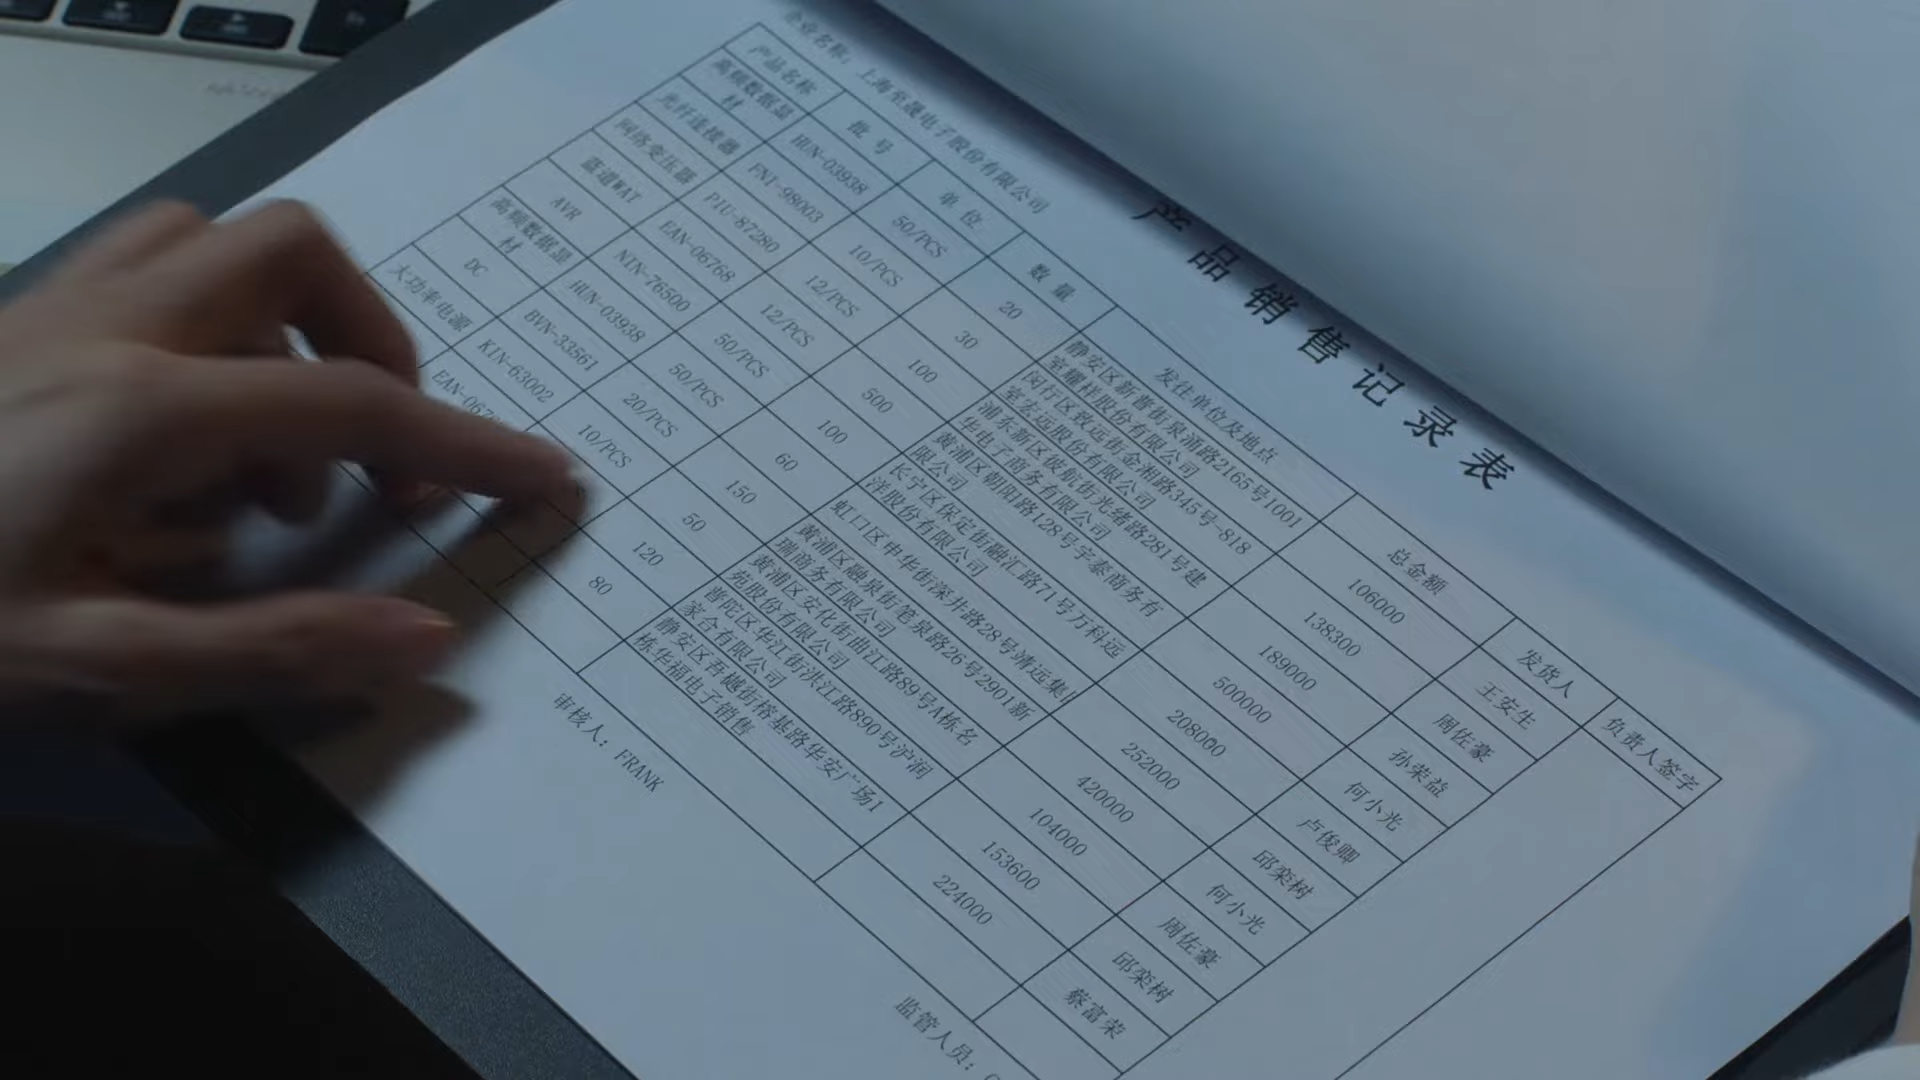 产品销售记录表
企业名称：上海至晟电子股份有限公司
产品名称 批号 单位 数量 发往单位及地点 总金额 发货人 负责人签字
高频数据显材 HUN-03938 50/PCS 20 静安区新普街泉涌路2165号1001室耀祥股份有限公司 106000 王安生
光纤连接器 FNI-98003 10/PCS 30 闵行区致远街金湘路345号-818室宏远股份有限公司 138300 周佐豪
网络变压器 PIU-87280 12/PCS 100 浦东新区彼航街光绪路281号建华电子商务有限公司 189000 孙荣益
蓝道WAT EAN-06768 12/PCS 500 黄浦区朝阳路128号宇泰商务有限公司 500000 何小光
AVR NIN-76500 50/PCS 100 长宁区保定街融汇路71号万科远洋股份有限公司 208000 卢俊卿
高频数据显材 HUN-03938 50/PCS 60 虹口区申华街深井路28号靖远集 252000 邱栾树
DC BVN-33561 20/PCS 150 黄浦区融泉街笔泉路26号2901新瑞商务有限公司 420000 何小光
大功率电源 KIN-63002 10/PCS 50 黄浦区安化街曲江路89号A栋名苑股份有限公司 104000 周佐豪
EAN-067 120 普陀区华江街洪江路890号沪润家合有限公司 153600 邱栾树
80 静安区吾樾街榕基路华安广场1栋华福电子销售 224000 蔡富荣
审核人：FRANK 监管人员：